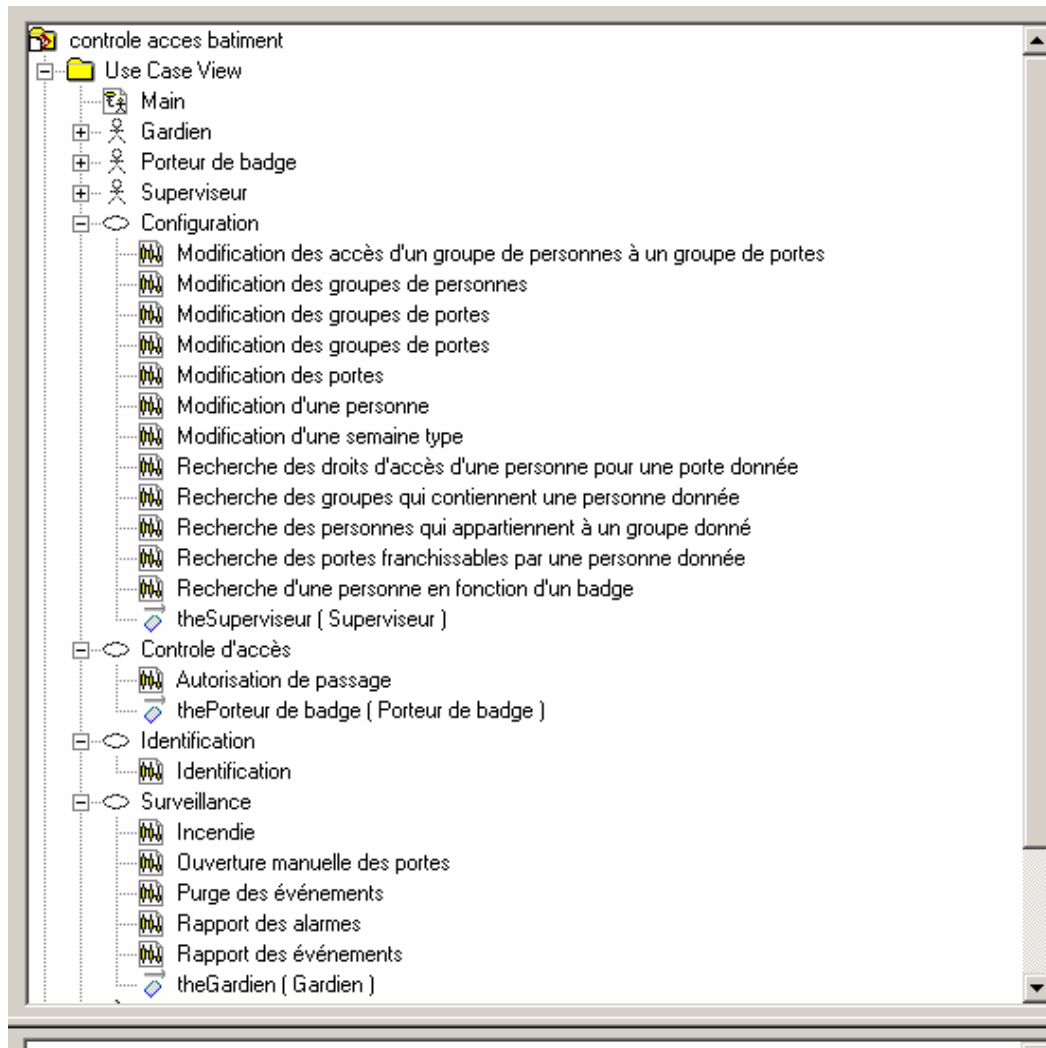 controle acces batiment
Use Case View
Main
Gardien
Porteur de badge
Superviseur
Configuration
Modification des accès d'un groupe de personnes à un groupe de portes
Modification des groupes de personnes
Modification des groupes de portes
Modification des groupes de portes
Modification des portes
Modification d'une personne
Modification d'une semaine type
Recherche des droits d'accès d'une personne pour une porte donnée
Recherche des groupes qui contiennent une personne donnée
Recherche des personnes qui appartiennent à un groupe donné
Recherche des portes franchissables par une personne donnée
Recherche d'une personne en fonction d'un badge
theSuperviseur ( Superviseur )
Controle d'accès
Autorisation de passage
thePorteur de badge ( Porteur de badge )
Identification
Identification
Surveillance
Incendie
Ouverture manuelle des portes
Purge des événements
Rapport des alarmes
Rapport des événements
theGardien ( Gardien )